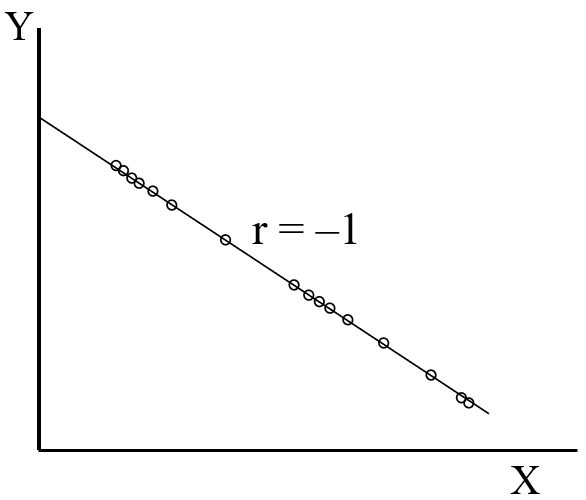 Y
r = –1
X